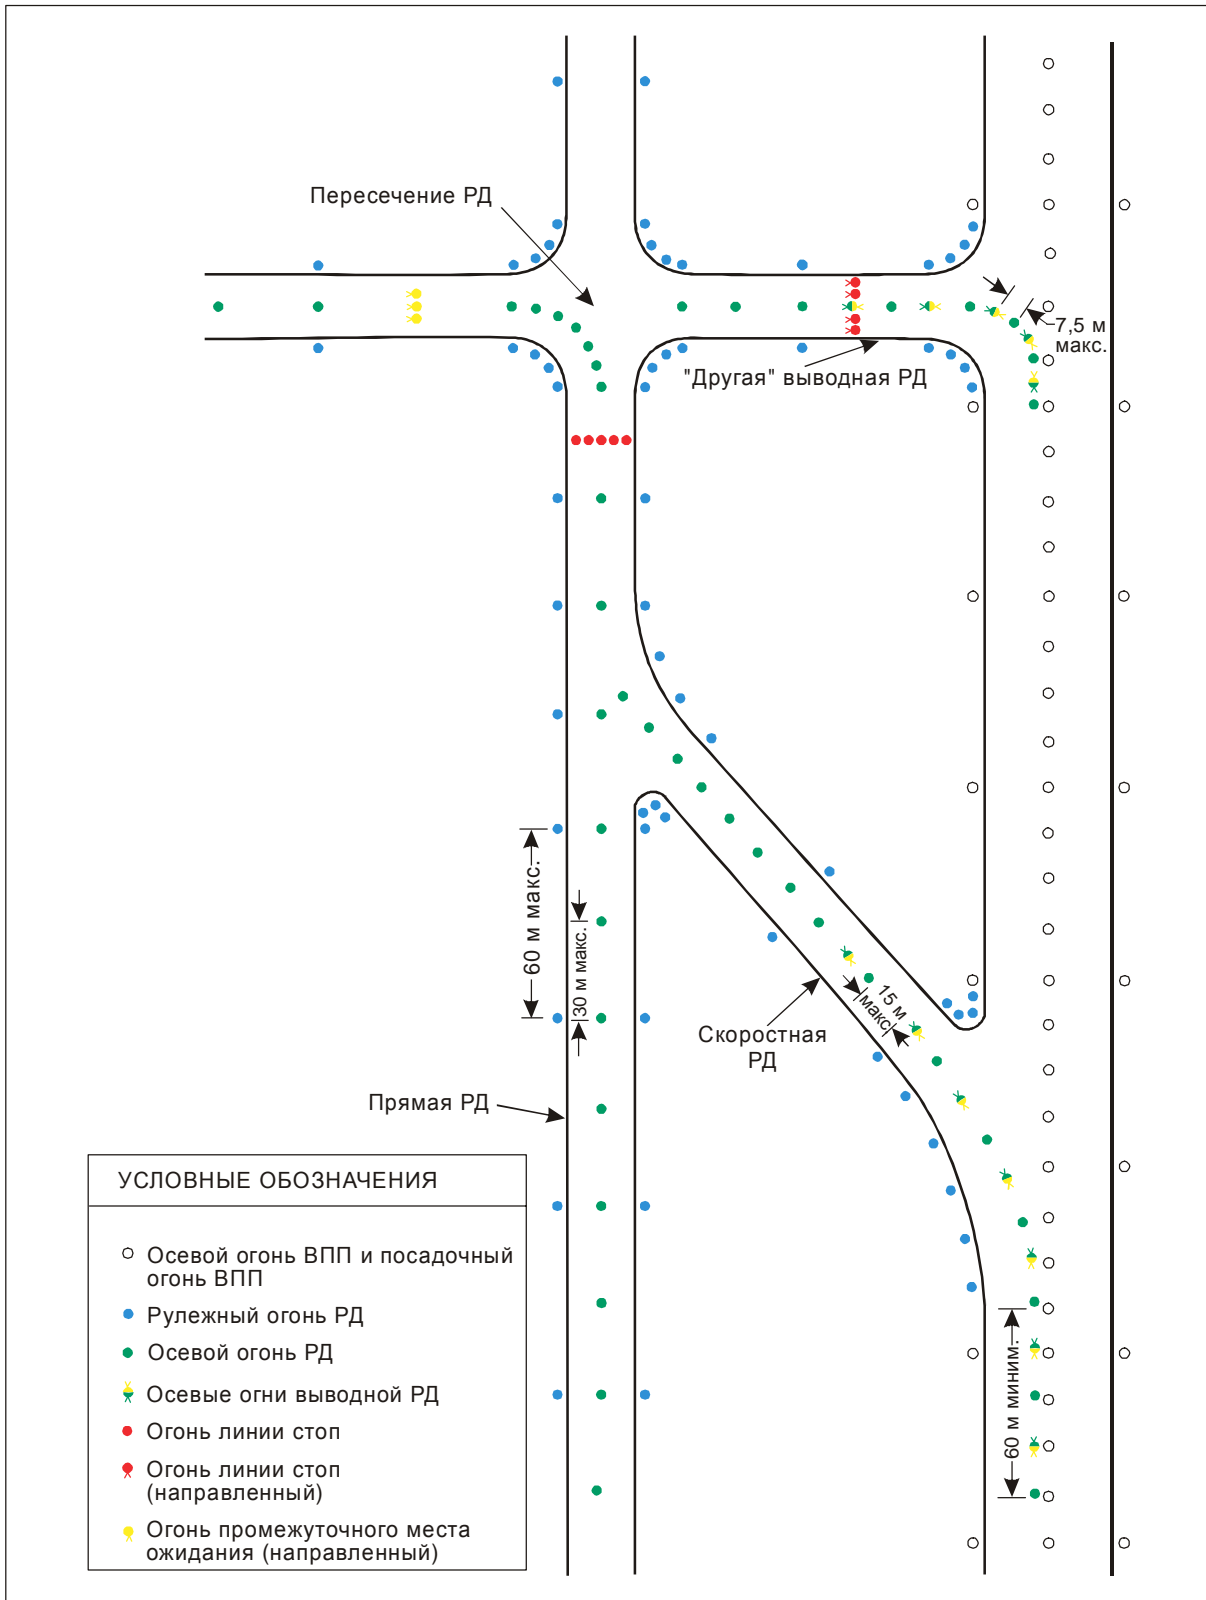 Пересечение РД
7,5 м
макс.
"Другая" выводная РД
60 м макс.
30 м макс.
15 м
макс
Скоростная
РД
Прямая РД
60 м миним.
УСЛОВНЫЕ ОБОЗНАЧЕНИЯ
Осевой огонь ВПП и посадочный
огонь ВПП
Рулежный огонь РД
Осевой огонь РД
Осевые огни выводной РД
Огонь линии стоп
Огонь линии стоп
(направленный)
Огонь промежуточного места
ожидания (направленный)